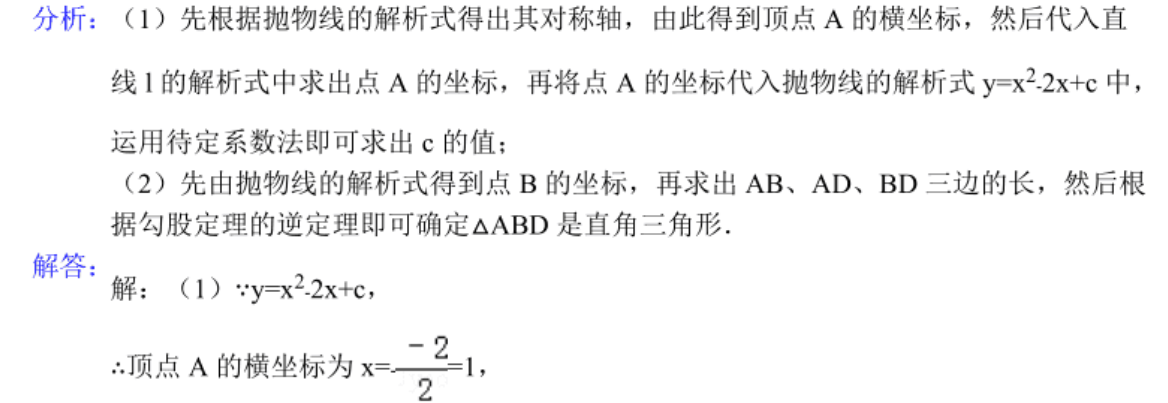 分析：（1）先根据抛物线的解析式得出其对称轴，由此得到顶点 A 的横坐标，然后代入直
线 l 的解析式中求出点 A 的坐标，再将点 A 的坐标代入抛物线的解析式 y=x²-2x+c 中，
运用待定系数法即可求出 c 的值；
（2）先由抛物线的解析式得到点 B 的坐标，再求出 AB、AD、BD 三边的长，然后根
据勾股定理的逆定理即可确定△ABD 是直角三角形．
解答：
解：（1）∵y=x²-2x+c，
∴顶点 A 的横坐标为 x=-\frac{-2}{2}=1，